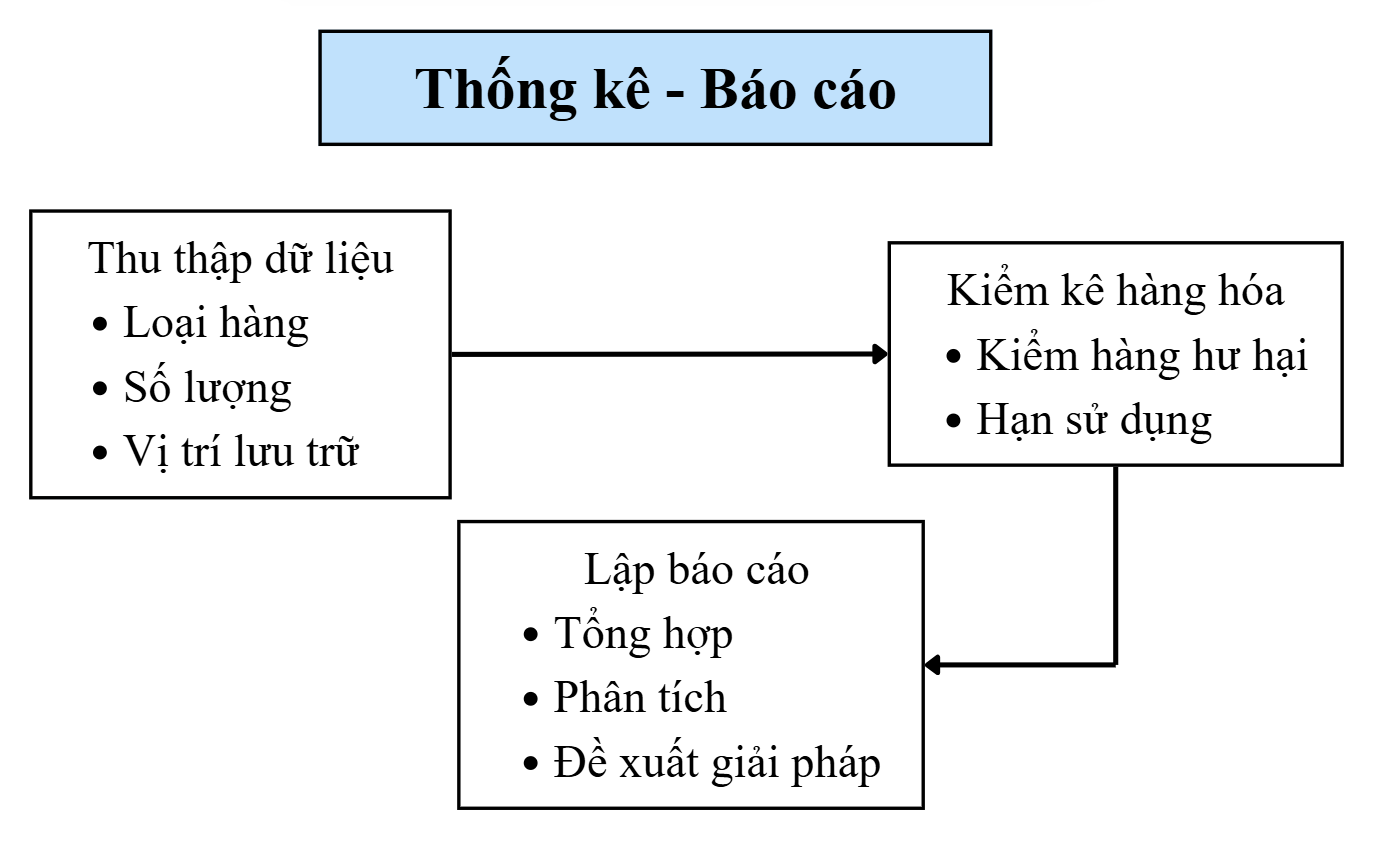 Thống kê - Báo cáo
Thu thập dữ liệu
• Loại hàng
• Số lượng
• Vị trí lưu trữ
Kiểm kê hàng hóa
• Kiểm hàng hư hại
• Hạn sử dụng
Lập báo cáo
• Tổng hợp
• Phân tích
• Đề xuất giải pháp